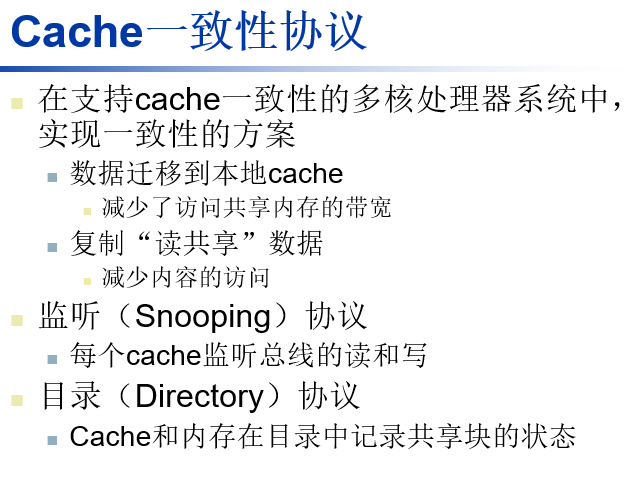 Cache一致性协议
在支持cache一致性的多核处理器系统中，
实现一致性的方案
数据迁移到本地cache
减少了访问共享内存的带宽
复制“读共享”数据
减少内容的访问
监听（Snooping）协议
每个cache监听总线的读和写
目录（Directory）协议
Cache和内存在目录中记录共享块的状态